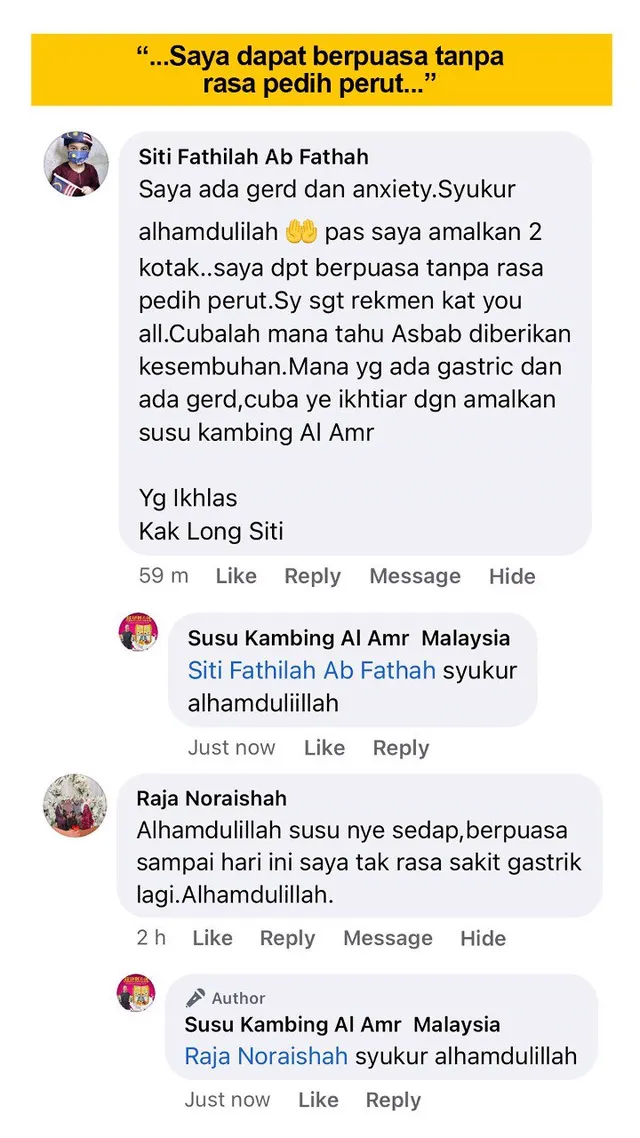 “...Saya dapat berpuasa tanpa
rasa pedih perut...”
Siti Fathilah Ab Fathah
Saya ada gerd dan anxiety.Syukur
alhamdulilah 🤲 pas saya amalkan 2
kotak..saya dpt berpuasa tanpa rasa
pedih perut.Sy sgt rekmen kat you
all.Cubalah mana tahu Asbab diberikan
kesembuhan.Mana yg ada gastric dan
ada gerd,cuba ye ikhtiar dgn amalkan
susu kambing Al Amr
Yg Ikhlas
Kak Long Siti
59 m Like Reply Message Hide
Susu Kambing Al Amr Malaysia
Siti Fathilah Ab Fathah syukur
alhamduliillah
Just now Like Reply
Raja Noraishah
Alhamdulillah susu nye sedap,berpuasa
sampai hari ini saya tak rasa sakit gastrik
lagi.Alhamdulillah.
2 h Like Reply Message Hide
Author
Susu Kambing Al Amr Malaysia
Raja Noraishah syukur alhamdulillah
Just now Like Reply